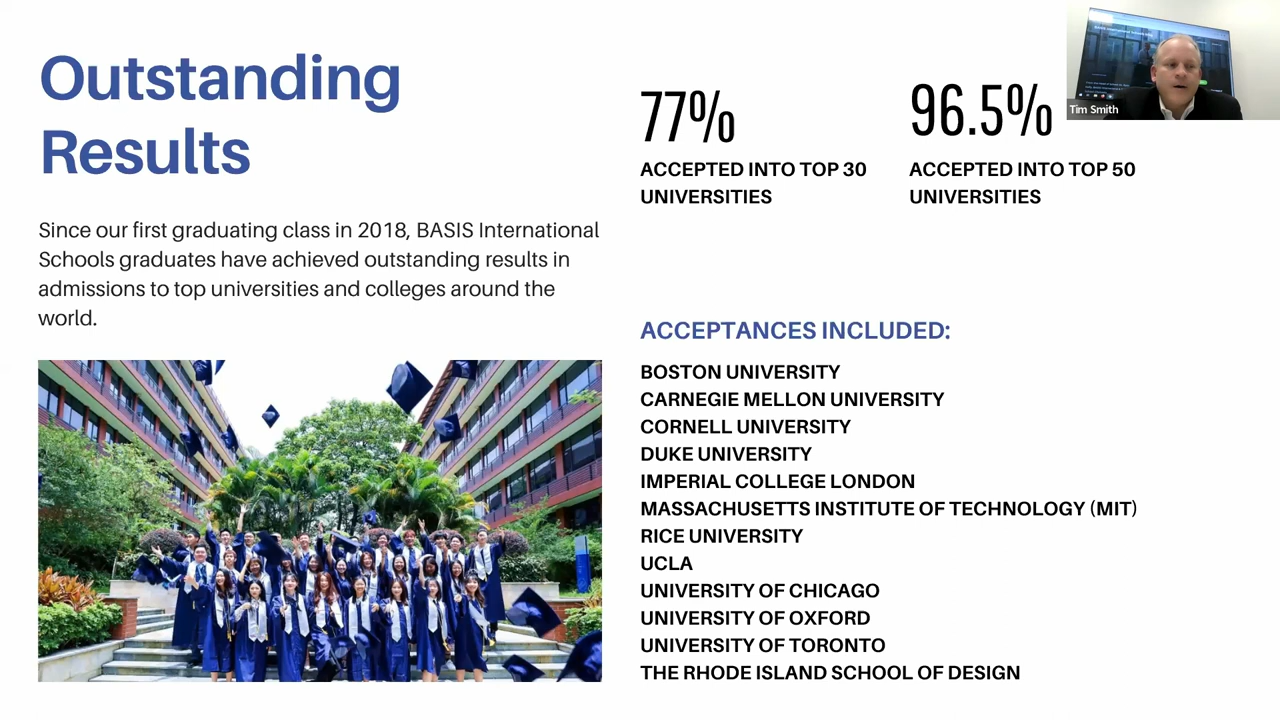 Outstanding
Results
Since our first graduating class in 2018, BASIS International
Schools graduates have achieved outstanding results in
admissions to top universities and colleges around the
world.
77%
ACCEPTED INTO TOP 30
UNIVERSITIES
96.5%
ACCEPTED INTO TOP 50
UNIVERSITIES
Tim Smith
ACCEPTANCES INCLUDED:
BOSTON UNIVERSITY
CARNEGIE MELLON UNIVERSITY
CORNELL UNIVERSITY
DUKE UNIVERSITY
IMPERIAL COLLEGE LONDON
MASSACHUSETTS INSTITUTE OF TECHNOLOGY (MIT)
RICE UNIVERSITY
UCLA
UNIVERSITY OF CHICAGO
UNIVERSITY OF OXFORD
UNIVERSITY OF TORONTO
THE RHODE ISLAND SCHOOL OF DESIGN